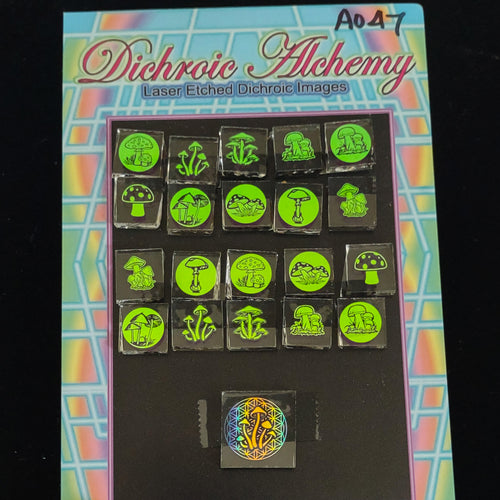 A047
Dichroic Alchemy
Laser Etched Dichroic Images